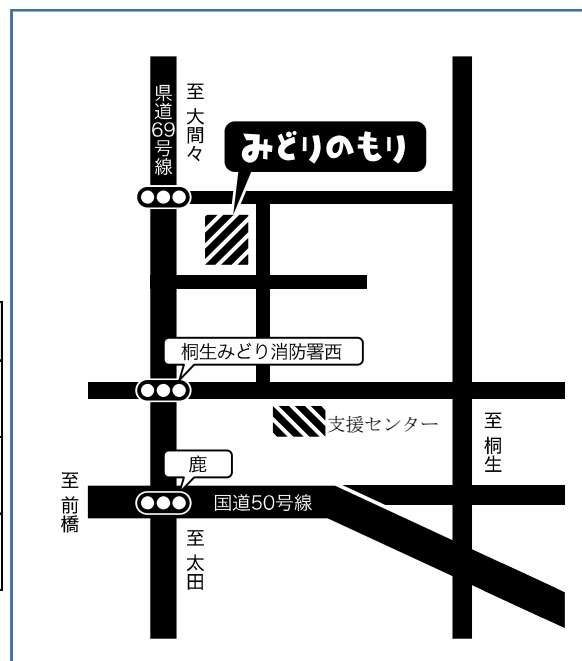 県道69号線
至 大間々
みどりのもり
桐生みどり消防署西
支援センター
至 桐生
鹿
至 前橋
国道50号線
至 太田